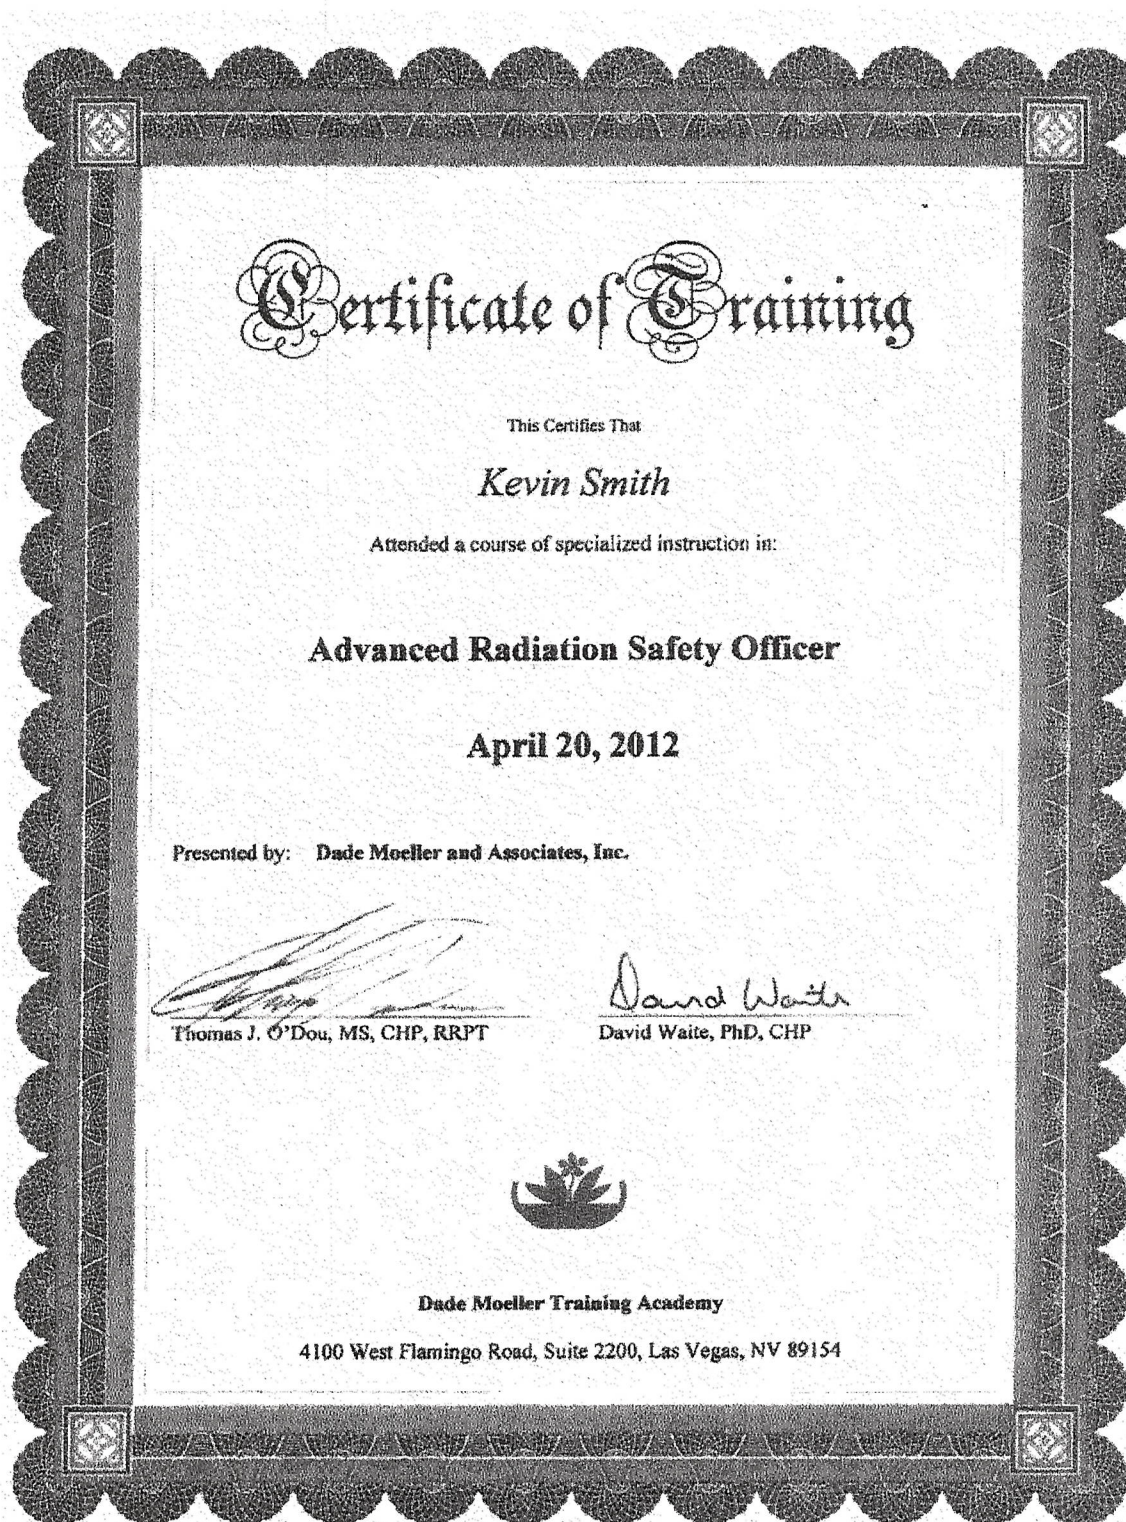 Certificate of Training
This Certifies That
Kevin Smith
Attended a course of specialized instruction in:
Advanced Radiation Safety Officer
April 20, 2012
Presented by: Dade Moeller and Associates, Inc.
David Waite
Thomas J. O'Dou, MS, CHP, RRPT David Waite, PhD, CHP
Dade Moeller Training Academy
4100 West Flamingo Road, Suite 2200, Las Vegas, NV 89154